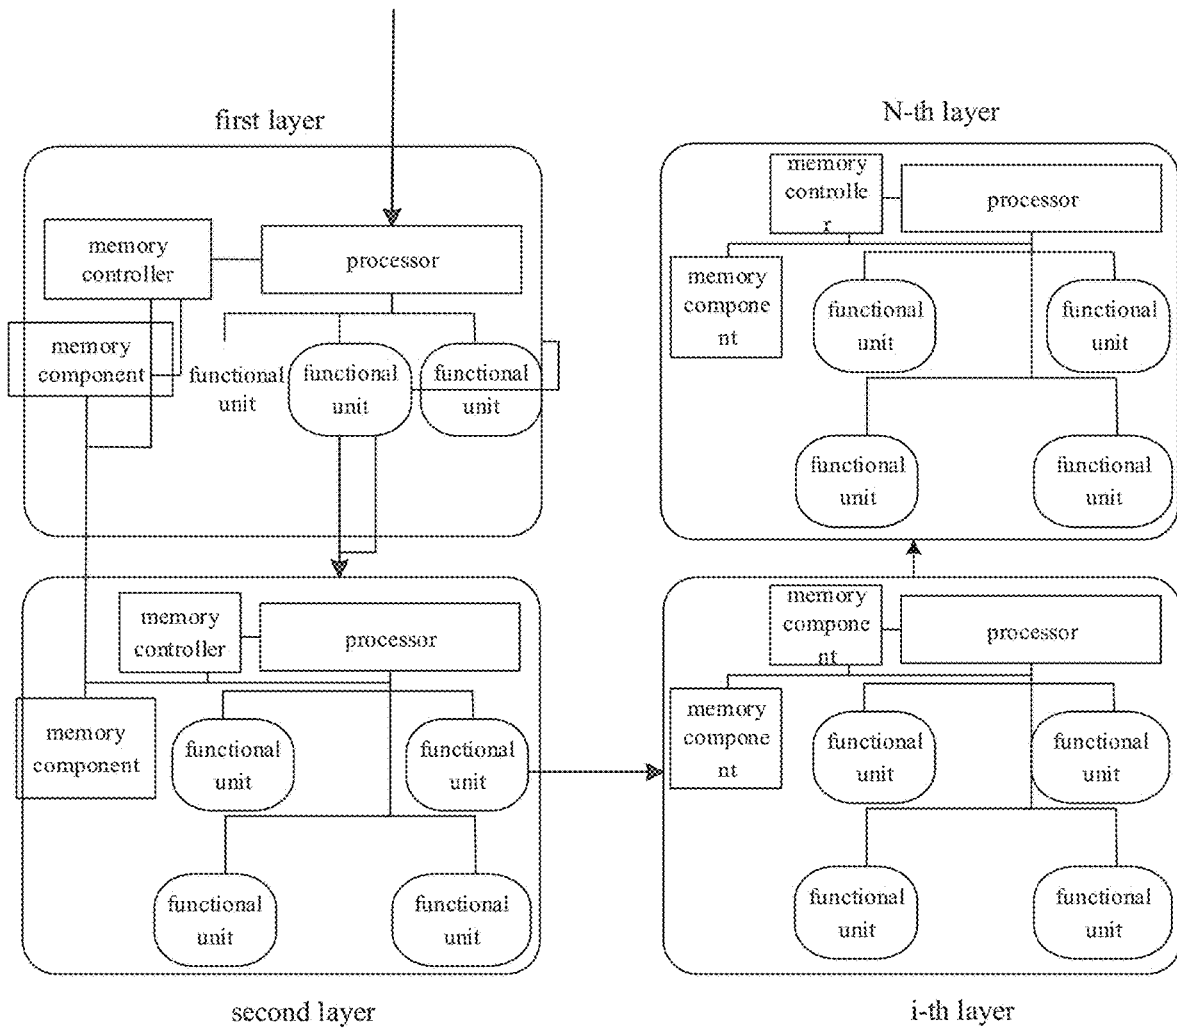 first layer
memory
controller
processor
memory
component
functional
unit
functional
unit
functional
unit
N-th layer
memory
controlle
r
processor
memory
compone
nt
functional
unit
functional
unit
functional
unit
functional
unit
memory
controller
processor
memory
component
functional
unit
functional
unit
functional
unit
functional
unit
second layer
memory
compone
nt
processor
memory
compone
nt
functional
unit
functional
unit
functional
unit
functional
unit
i-th layer